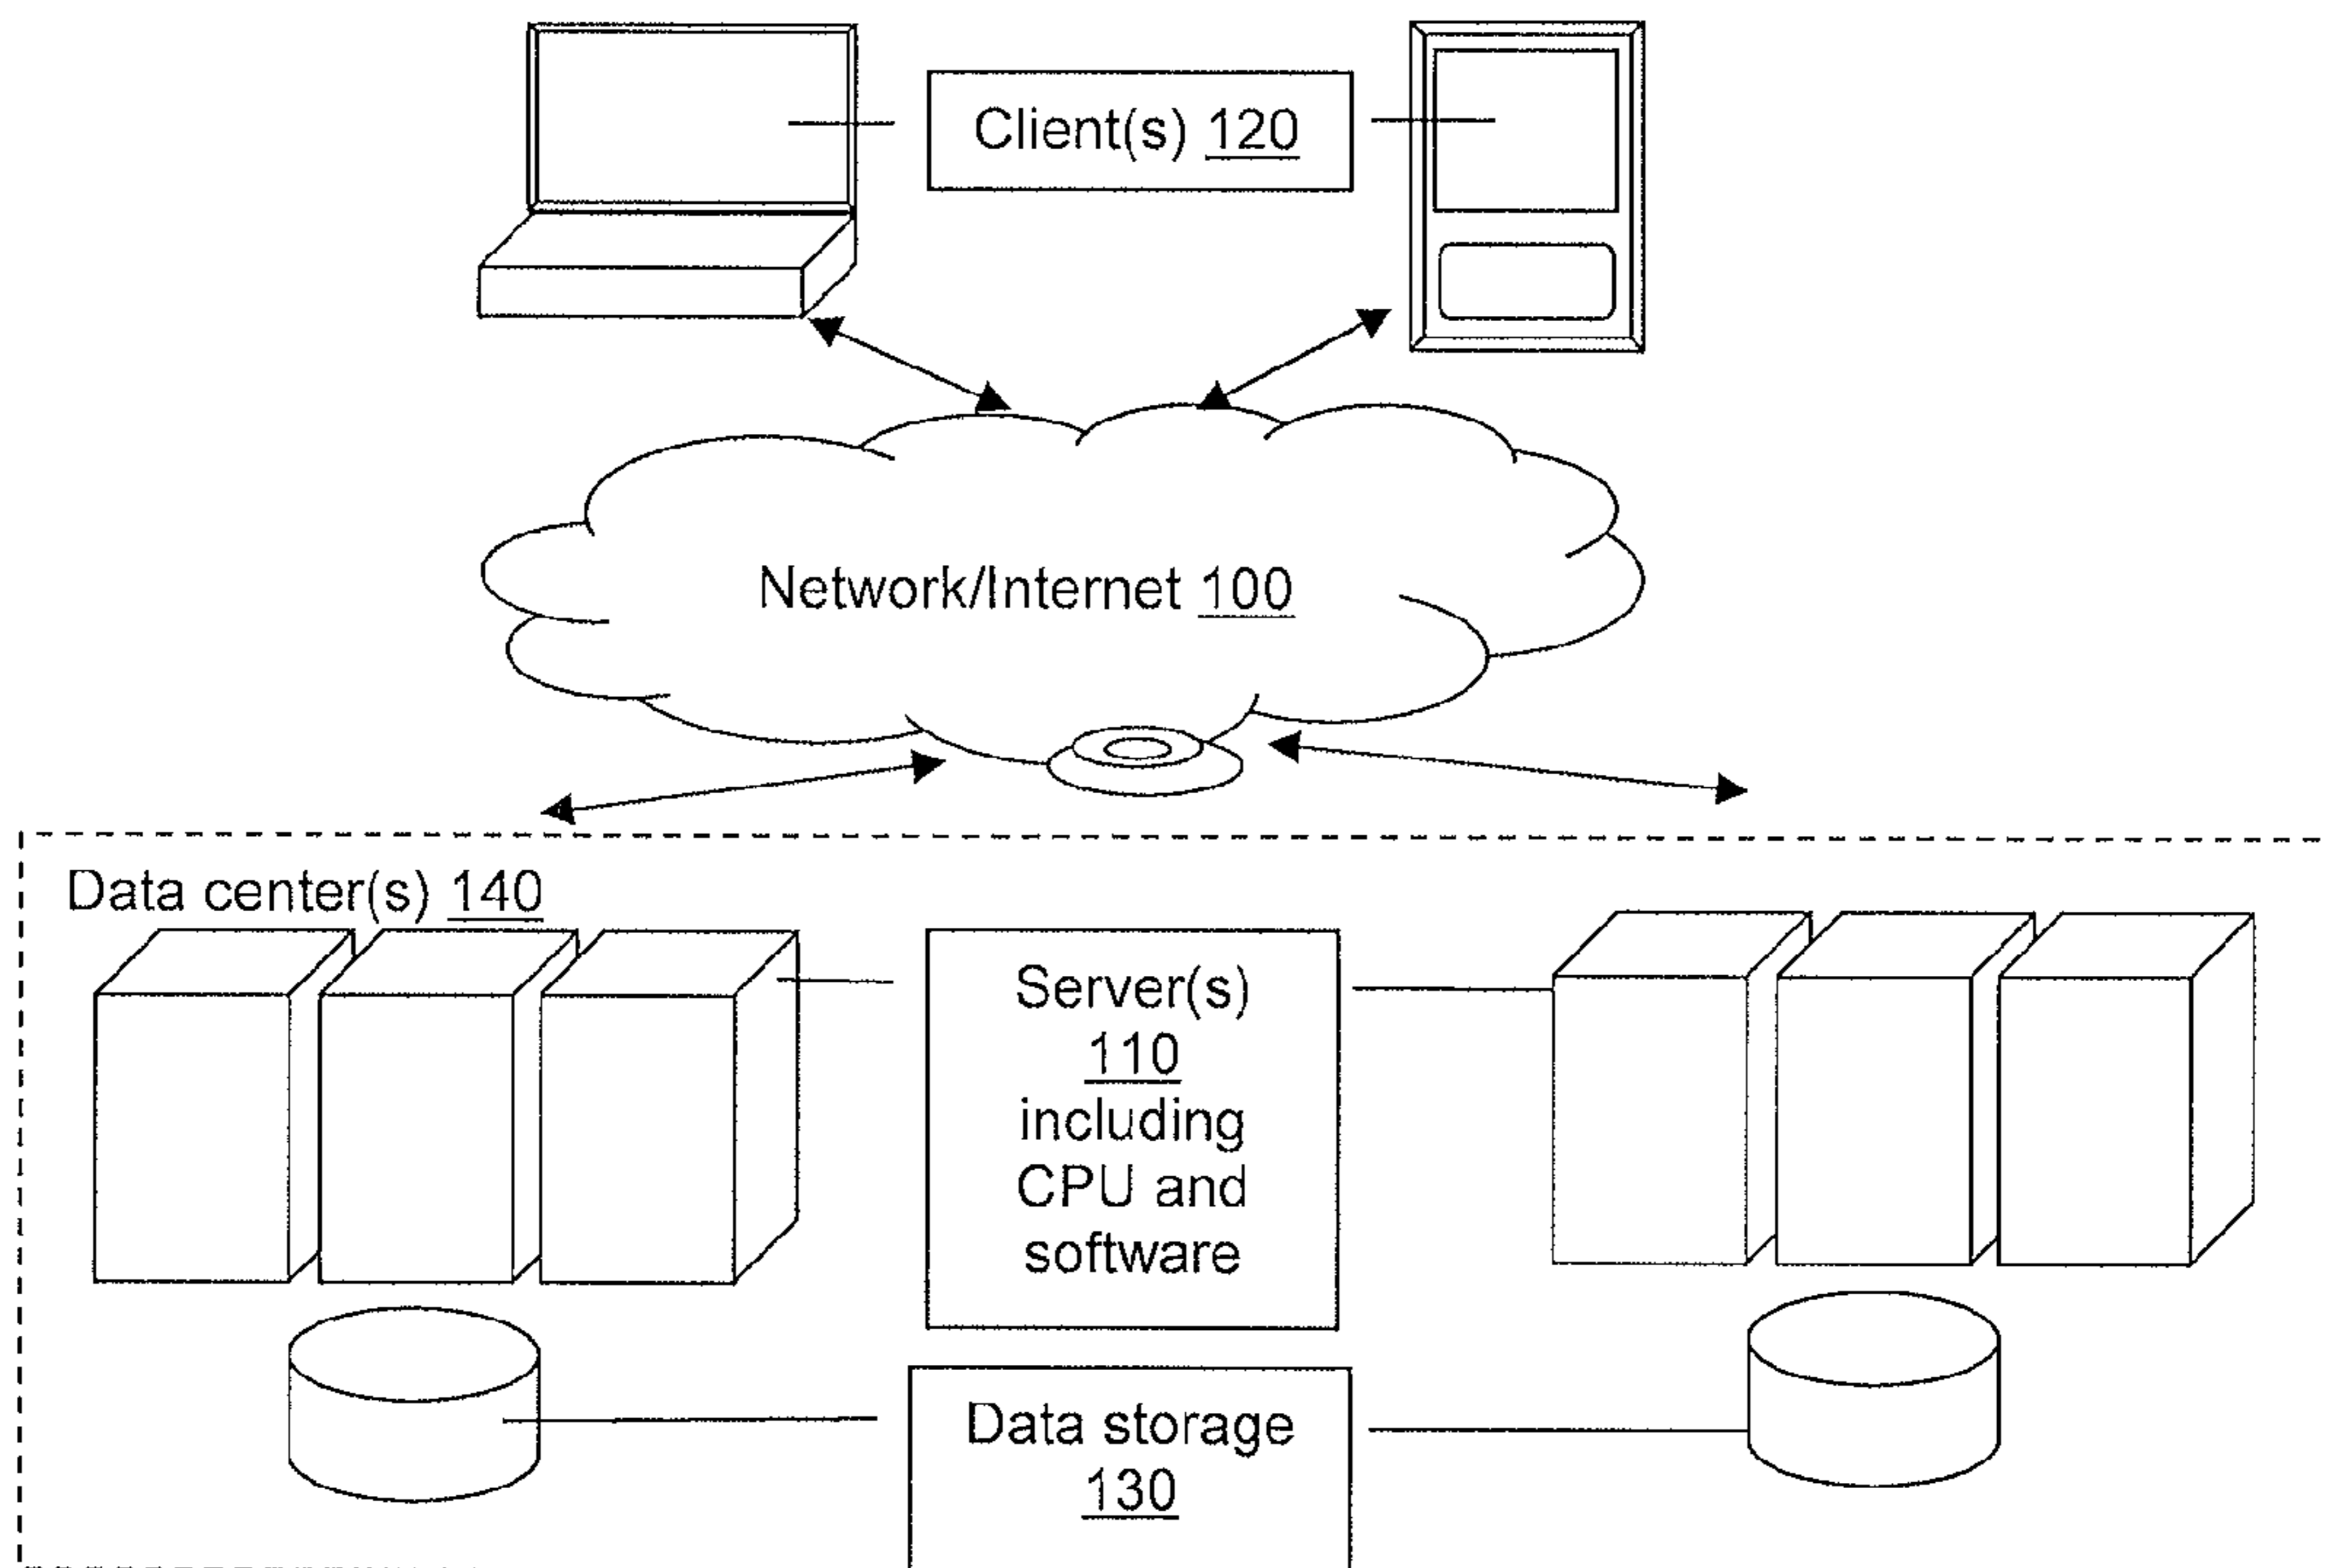 Client(s) 120
Network/Internet 100
Data center(s) 140
Server(s)
110
including
CPU and
software
Data storage
130